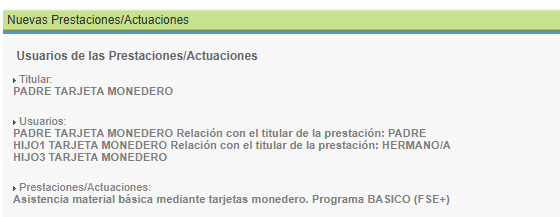 Nuevas Prestaciones/Actuaciones
Usuarios de las Prestaciones/Actuaciones
Titular:
PADRE TARJETA MONEDERO
Usuarios:
PADRE TARJETA MONEDERO Relación con el titular de la prestación: PADRE
HIJO1 TARJETA MONEDERO Relación con el titular de la prestación: HERMANO/A
HIJO3 TARJETA MONEDERO
Prestaciones/Actuaciones:
Asistencia material básica mediante tarjetas monedero. Programa BASICO (FSE+)